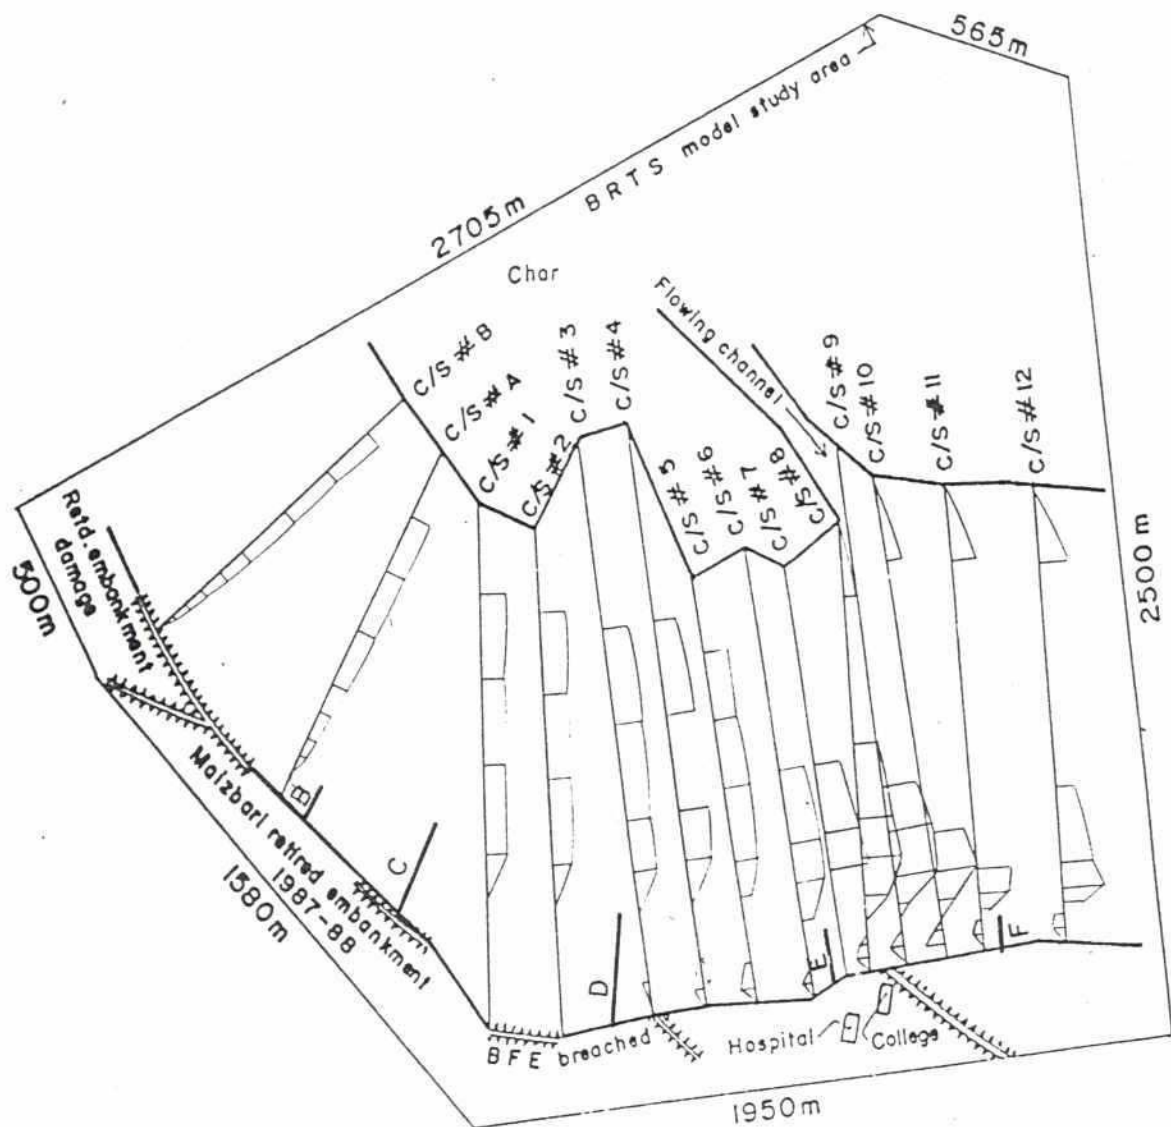 565m
BRTS model study area
2705m
Char
Flowing channel
C/S # B
C/S # A
C/S # 1
C/S # 2
C/S # 3
C/S # 4
C/S # 5
C/S # 6
C/S # 7
C/S # 8
C/S # 9
C/S # 10
C/S # 11
C/S # 12
Retd. embankment
damage
500m
2500 m
B
Maizbari retired embankment
1987-88
1580m
C
D
E
F
BFE breached
Hospital
College
1950m